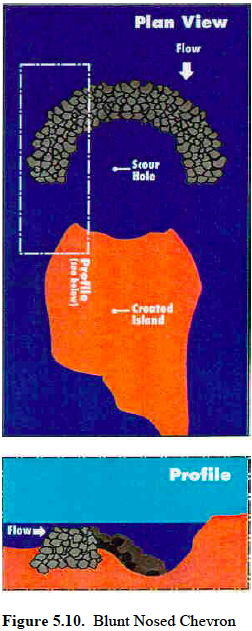 Plan View
Flow
Scour
Hole
Profile
(see below)
Created
Island
Profile
Flow
Figure 5.10. Blunt Nosed Chevron